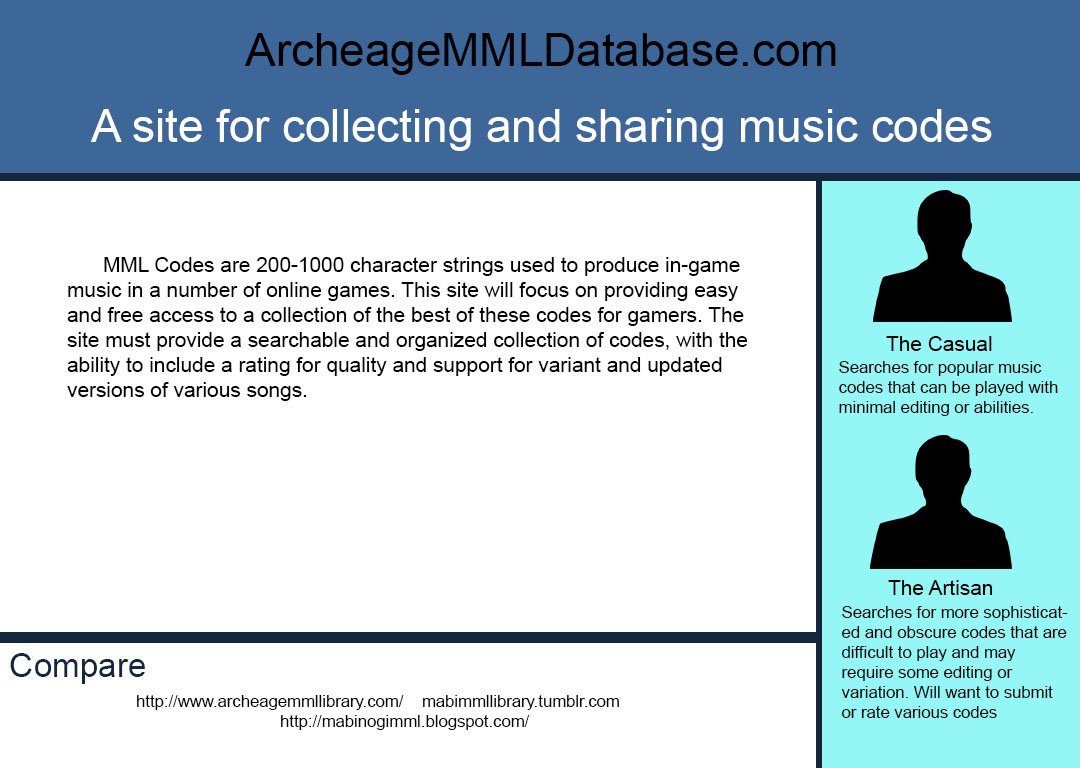 ArcheageMMLDatabase.com
A site for collecting and sharing music codes
MML Codes are 200-1000 character strings used to produce in-game
music in a number of online games. This site will focus on providing easy
and free access to a collection of the best of these codes for gamers. The
site must provide a searchable and organized collection of codes, with the
ability to include a rating for quality and support for variant and updated
versions of various songs.
The Casual
Searches for popular music
codes that can be played with
minimal editing or abilities.
The Artisan
Searches for more sophisticat-
ed and obscure codes that are
difficult to play and may
require some editing or
variation. Will want to submit
or rate various codes
Compare
http://www.archeagemmllibrary.com/ mabimmllibrary.tumblr.com
http://mabinogimml.blogspot.com/